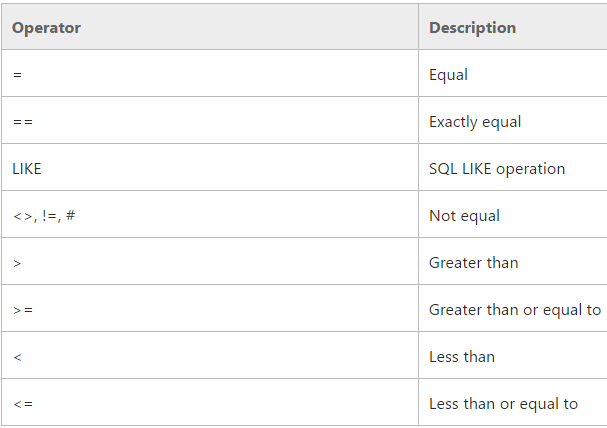 Operator Description
= Equal
== Exactly equal
LIKE SQL LIKE operation
<>, !=, # Not equal
> Greater than
>= Greater than or equal to
< Less than
<= Less than or equal to